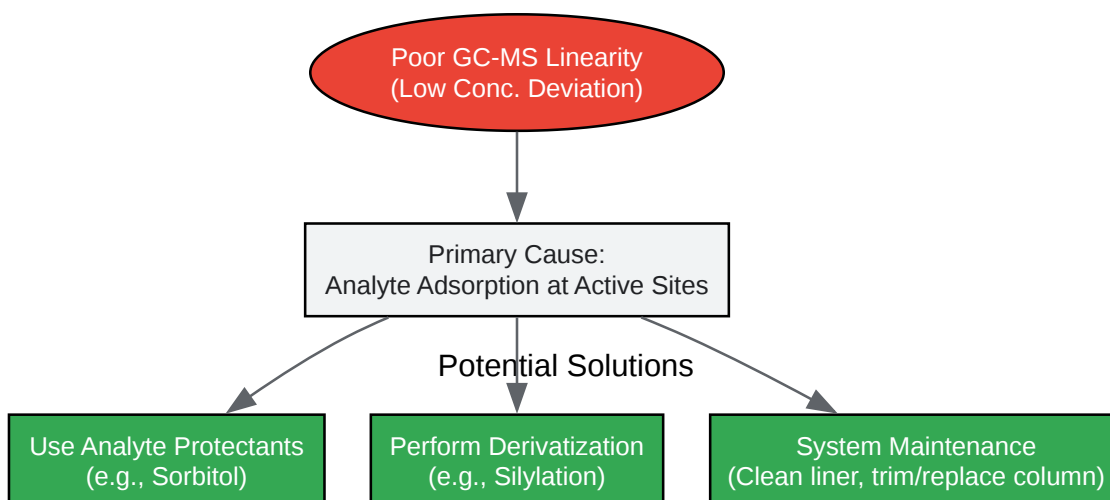 Poor GC-MS Linearity
(Low Conc. Deviation)
Primary Cause:
Analyte Adsorption at Active Sites
Potential Solutions
Use Analyte Protectants
(e.g., Sorbitol)
Perform Derivatization
(e.g., Silylation)
System Maintenance
(Clean liner, trim/replace column)